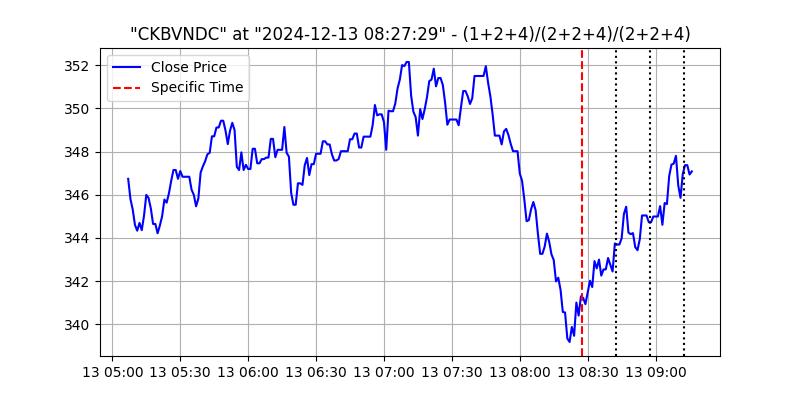 "CKBVNDC" at "2024-12-13 08:27:29" - (1+2+4)/(2+2+4)/(2+2+4)
Close Price
Specific Time
352
350
348
346
344
342
340
13 05:00 13 05:30 13 06:00 13 06:30 13 07:00 13 07:30 13 08:00 13 08:30 13 09:00